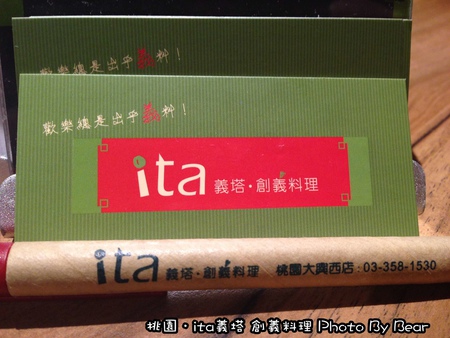 歡樂總是出乎義料！
歡樂總是出乎義料！
ita 義塔・創義料理
ita 義塔・創義料理 桃園大興西店：03-358-1530
桃園・ita義塔 創義料理 Photo By Bear